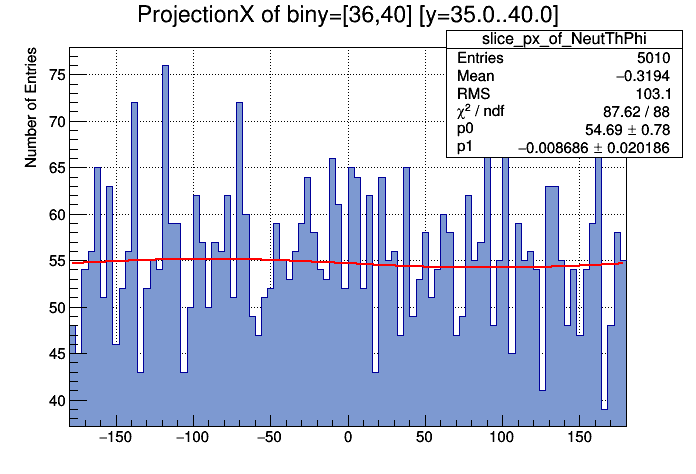 ProjectionX of biny=[36,40] [y=35.0..40.0]
slice_px_of_NeutThPhi
Entries 5010
Mean −0.3194
RMS 103.1
χ² / ndf 87.62 / 88
p0 54.69 ± 0.78
p1 −0.008686 ± 0.020186
Number of Entries
75
70
65
60
55
50
45
40
−150 −100 −50 0 50 100 150